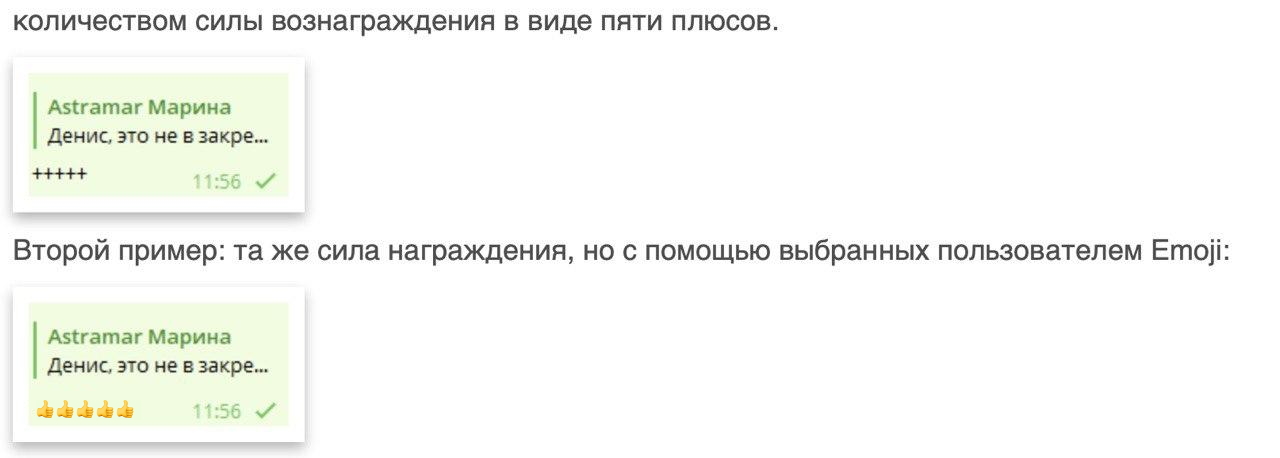 количеством силы вознаграждения в виде пяти плюсов.
Astramar Марина
Денис, это не в закре...
+++++
11:56
Второй пример: та же сила награждения, но с помощью выбранных пользователем Emoji:
Astramar Марина
Денис, это не в закре...
👍👍👍👍👍
11:56